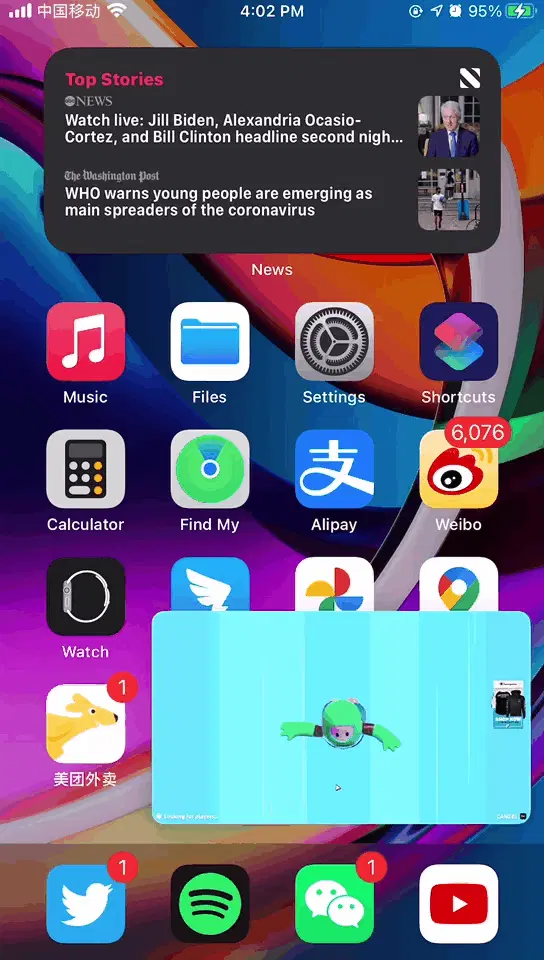 中国移动 4:02 PM 95%
Top Stories
abc NEWS
Watch live: Jill Biden, Alexandria Ocasio-
Cortez, and Bill Clinton headline second nigh...
The Washington Post
WHO warns young people are emerging as
main spreaders of the coronavirus
News
Music Files Settings Shortcuts
6,076
Calculator Find My Alipay Weibo
支
Watch
1
美团外卖
1 1